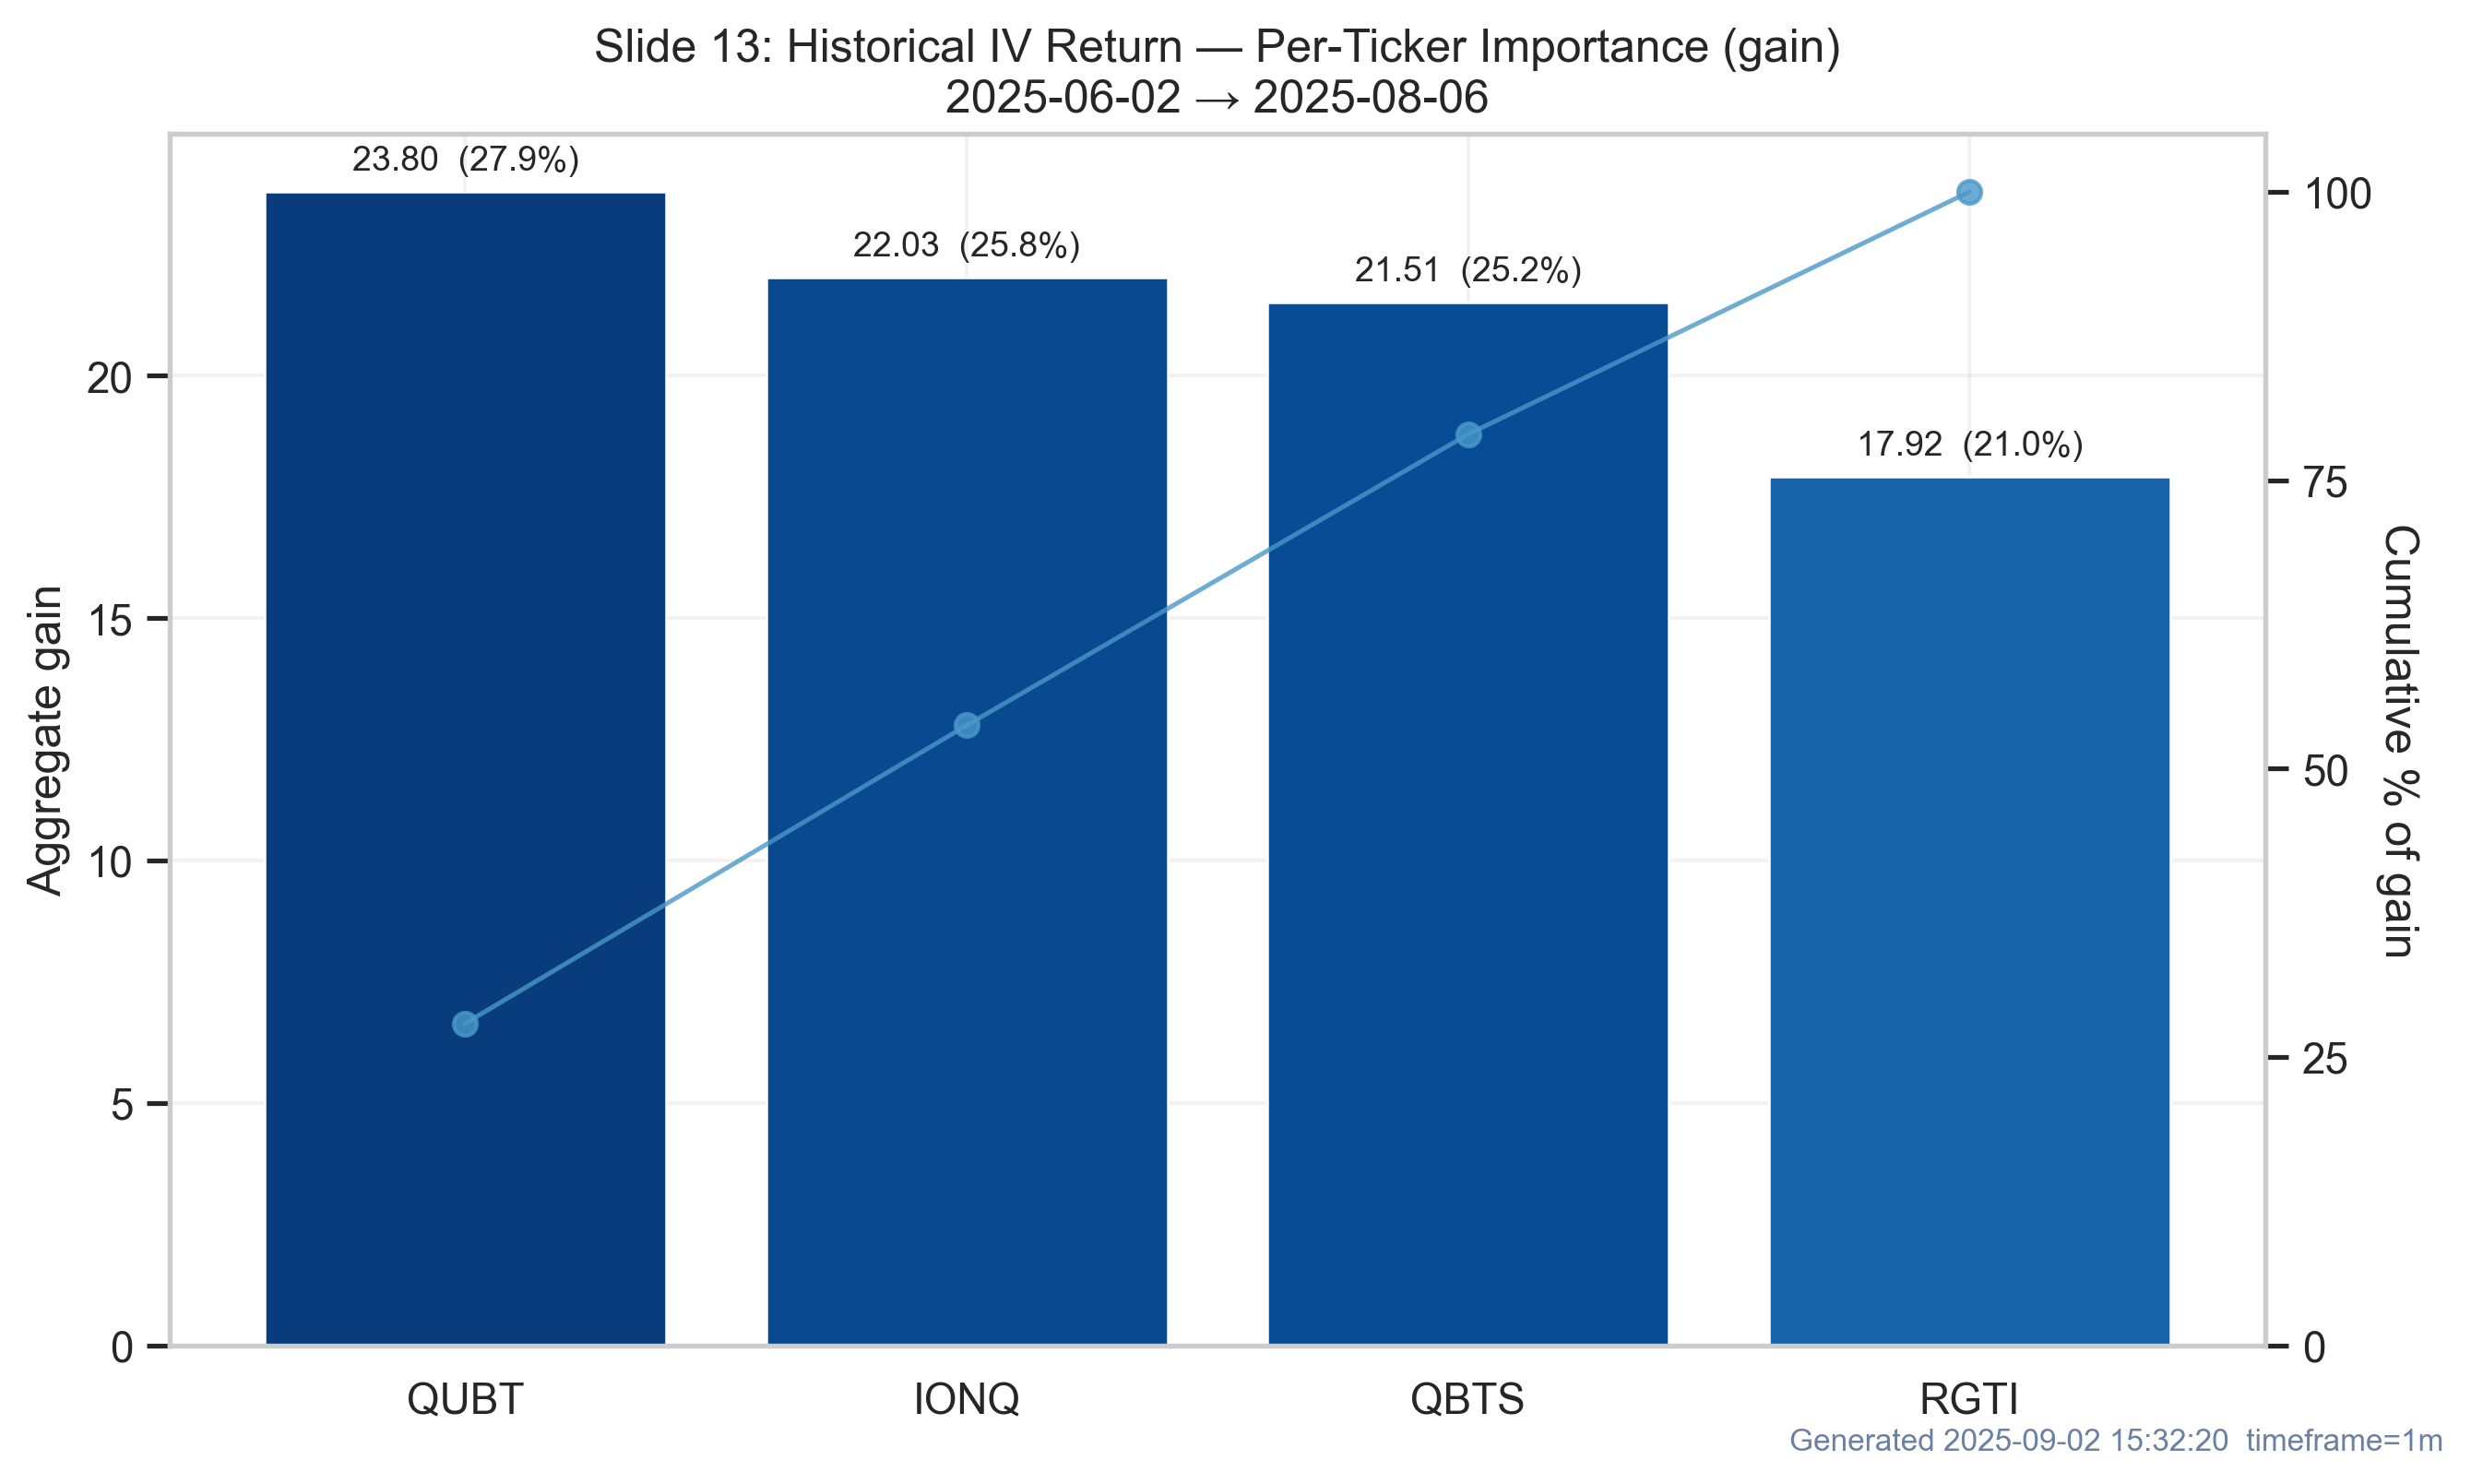 Slide 13: Historical IV Return — Per-Ticker Importance (gain)
2025-06-02 → 2025-08-06
23.80 (27.9%)
22.03 (25.8%)
21.51 (25.2%)
17.92 (21.0%)
Aggregate gain
20
15
10
5
0
100
75
50
25
0
Cumulative % of gain
QUBT
IONQ
QBTS
RGTI
Generated 2025-09-02 15:32:20 timeframe=1m